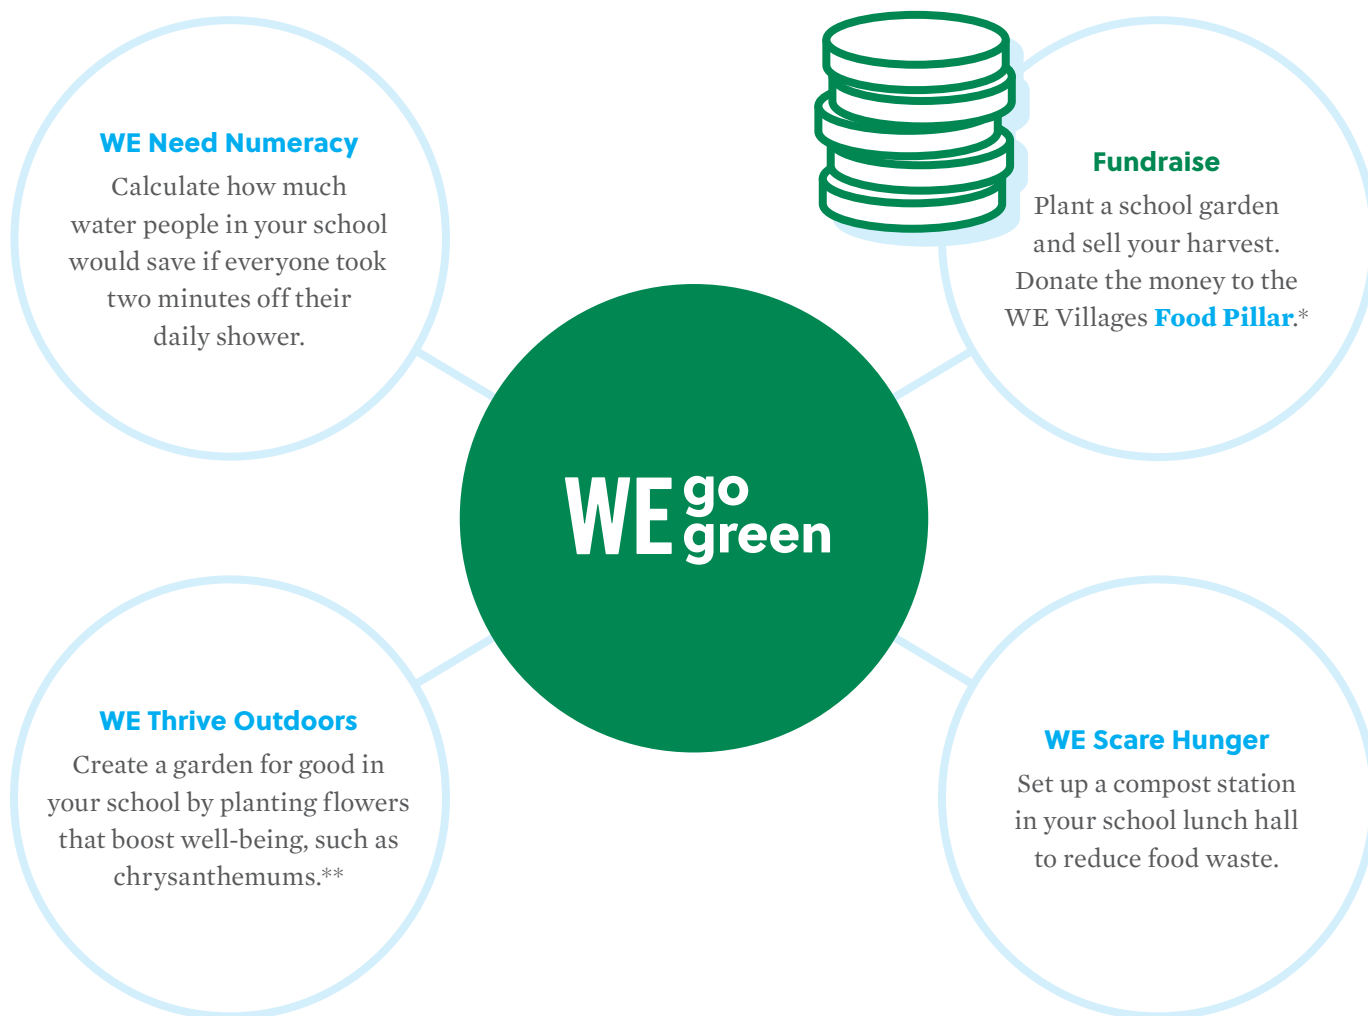 WE Need Numeracy
Calculate how much
water people in your school
would save if everyone took
two minutes off their
daily shower.
Fundraise
Plant a school garden
and sell your harvest.
Donate the money to the
WE Villages Food Pillar.*
WE go
green
WE Thrive Outdoors
Create a garden for good in
your school by planting flowers
that boost well-being, such as
chrysanthemums.**
WE Scare Hunger
Set up a compost station
in your school lunch hall
to reduce food waste.